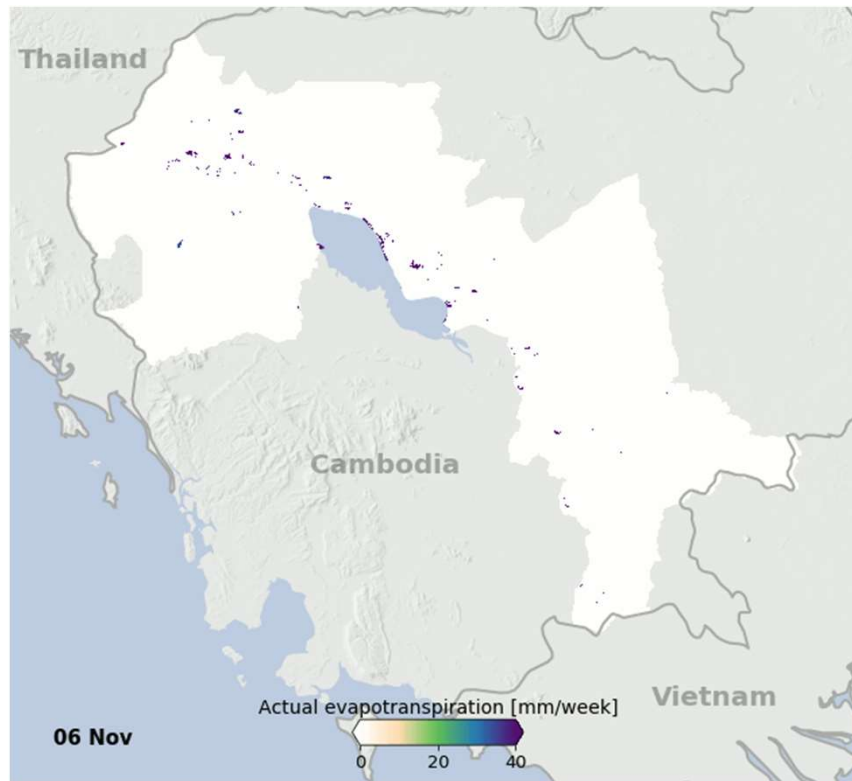 Thailand
Cambodia
Vietnam
Actual evapotranspiration [mm/week]
06 Nov
0 20 40